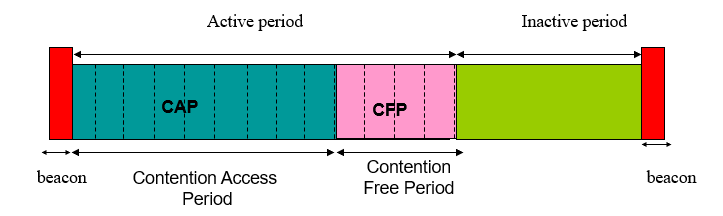 Active period
Inactive period
CAP
CFP
beacon
Contention Access
Period
Contention
Free Period
beacon